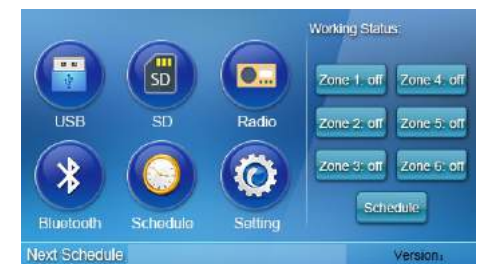 Working Status:
SD
USB
SD
Radio
Zone 1: off
Zone 4: off
Zone 2: off
Zone 5: off
Zone 3: off
Zone 6: off
Bluetooth
Schedule
Setting
Schedule
Next Schedule
Version: